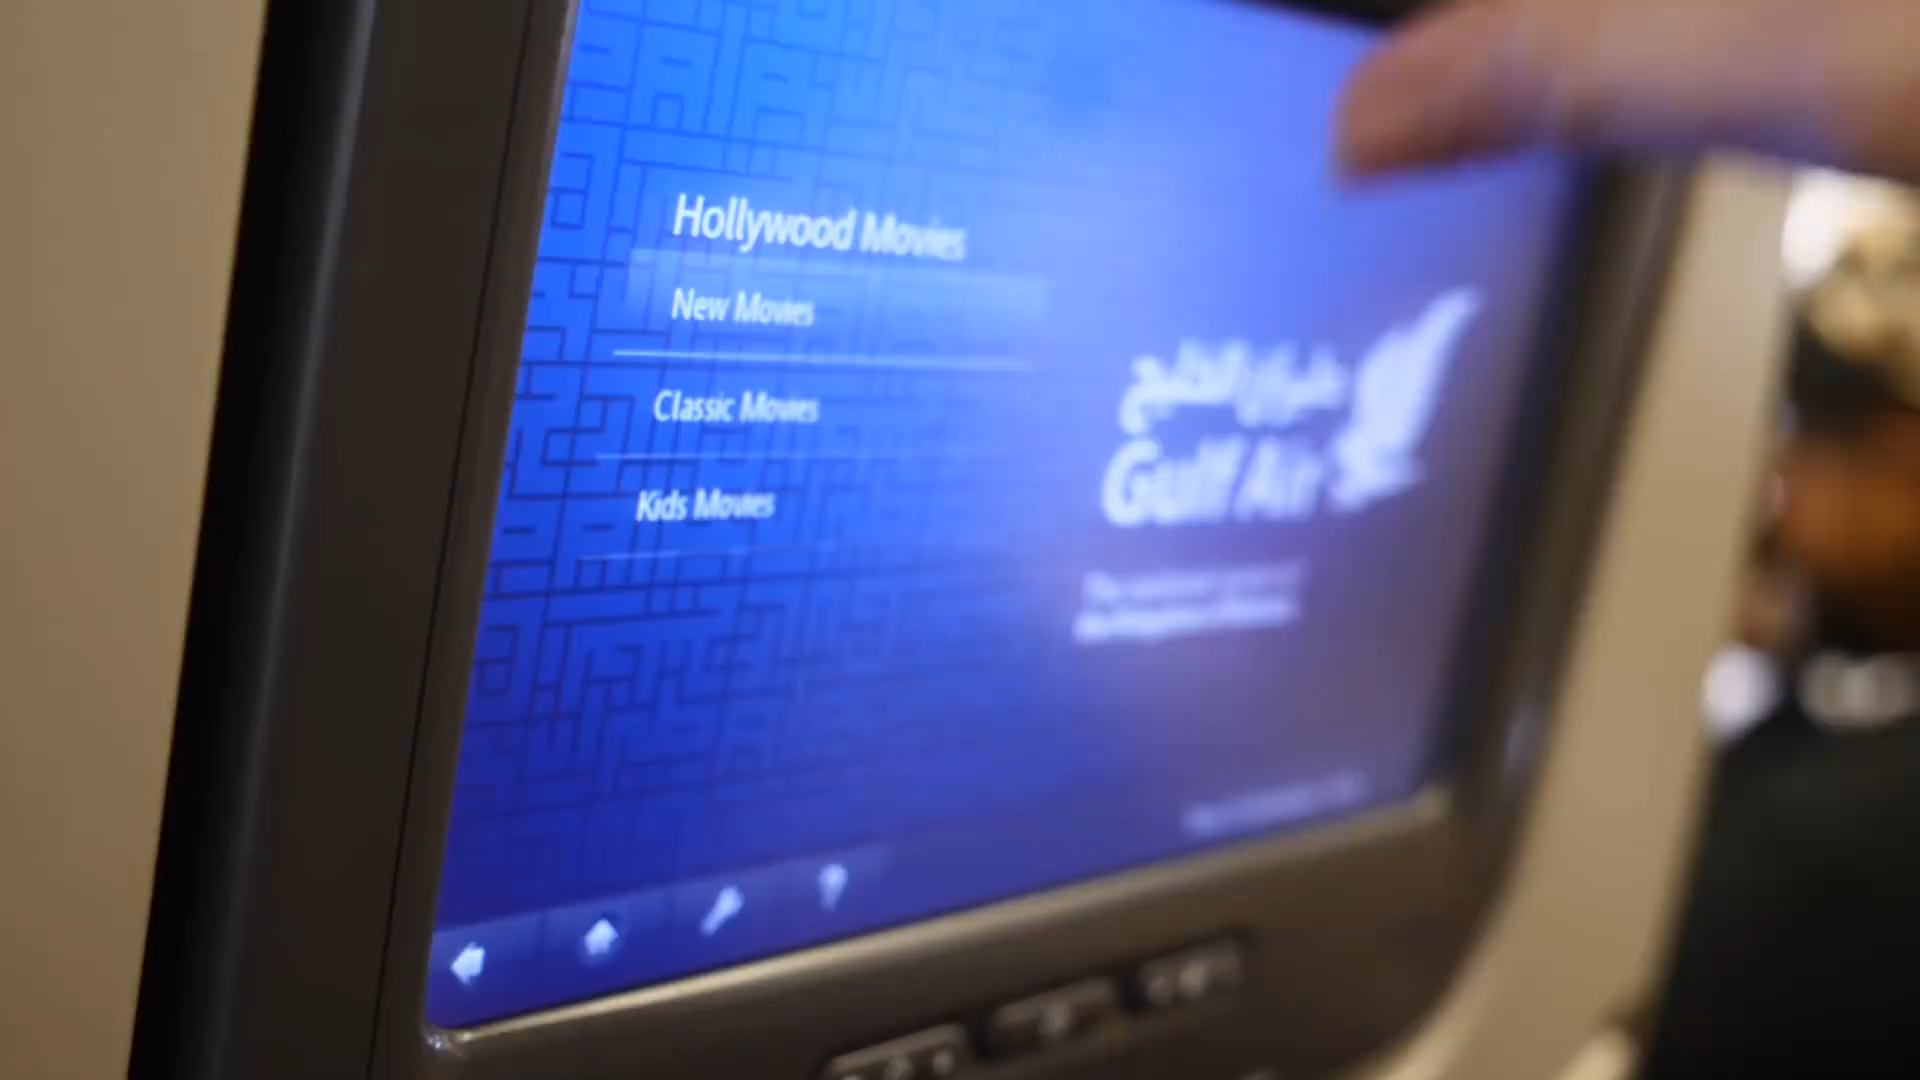 Hollywood Movies
New Movies
Classic Movies
Kids Movies
طيران الخليج
Gulf Air